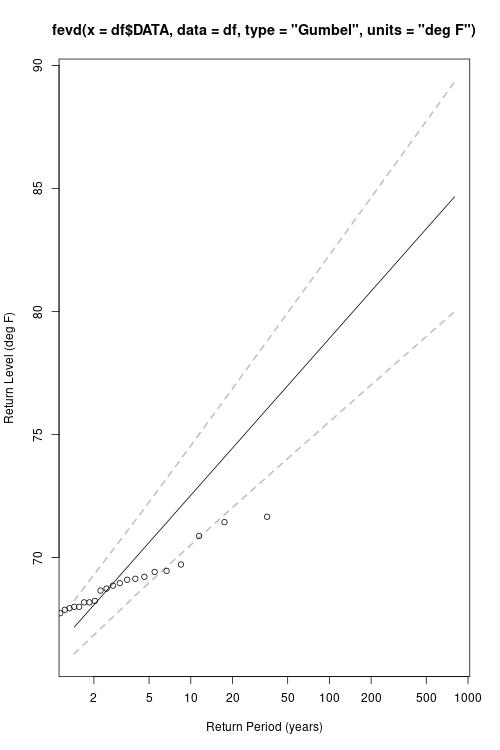 fevd(x = df$DATA, data = df, type = "Gumbel", units = "deg F")
90
85
80
75
70
Return Level (deg F)
2 5 10 20 50 100 200 500 1000
Return Period (years)